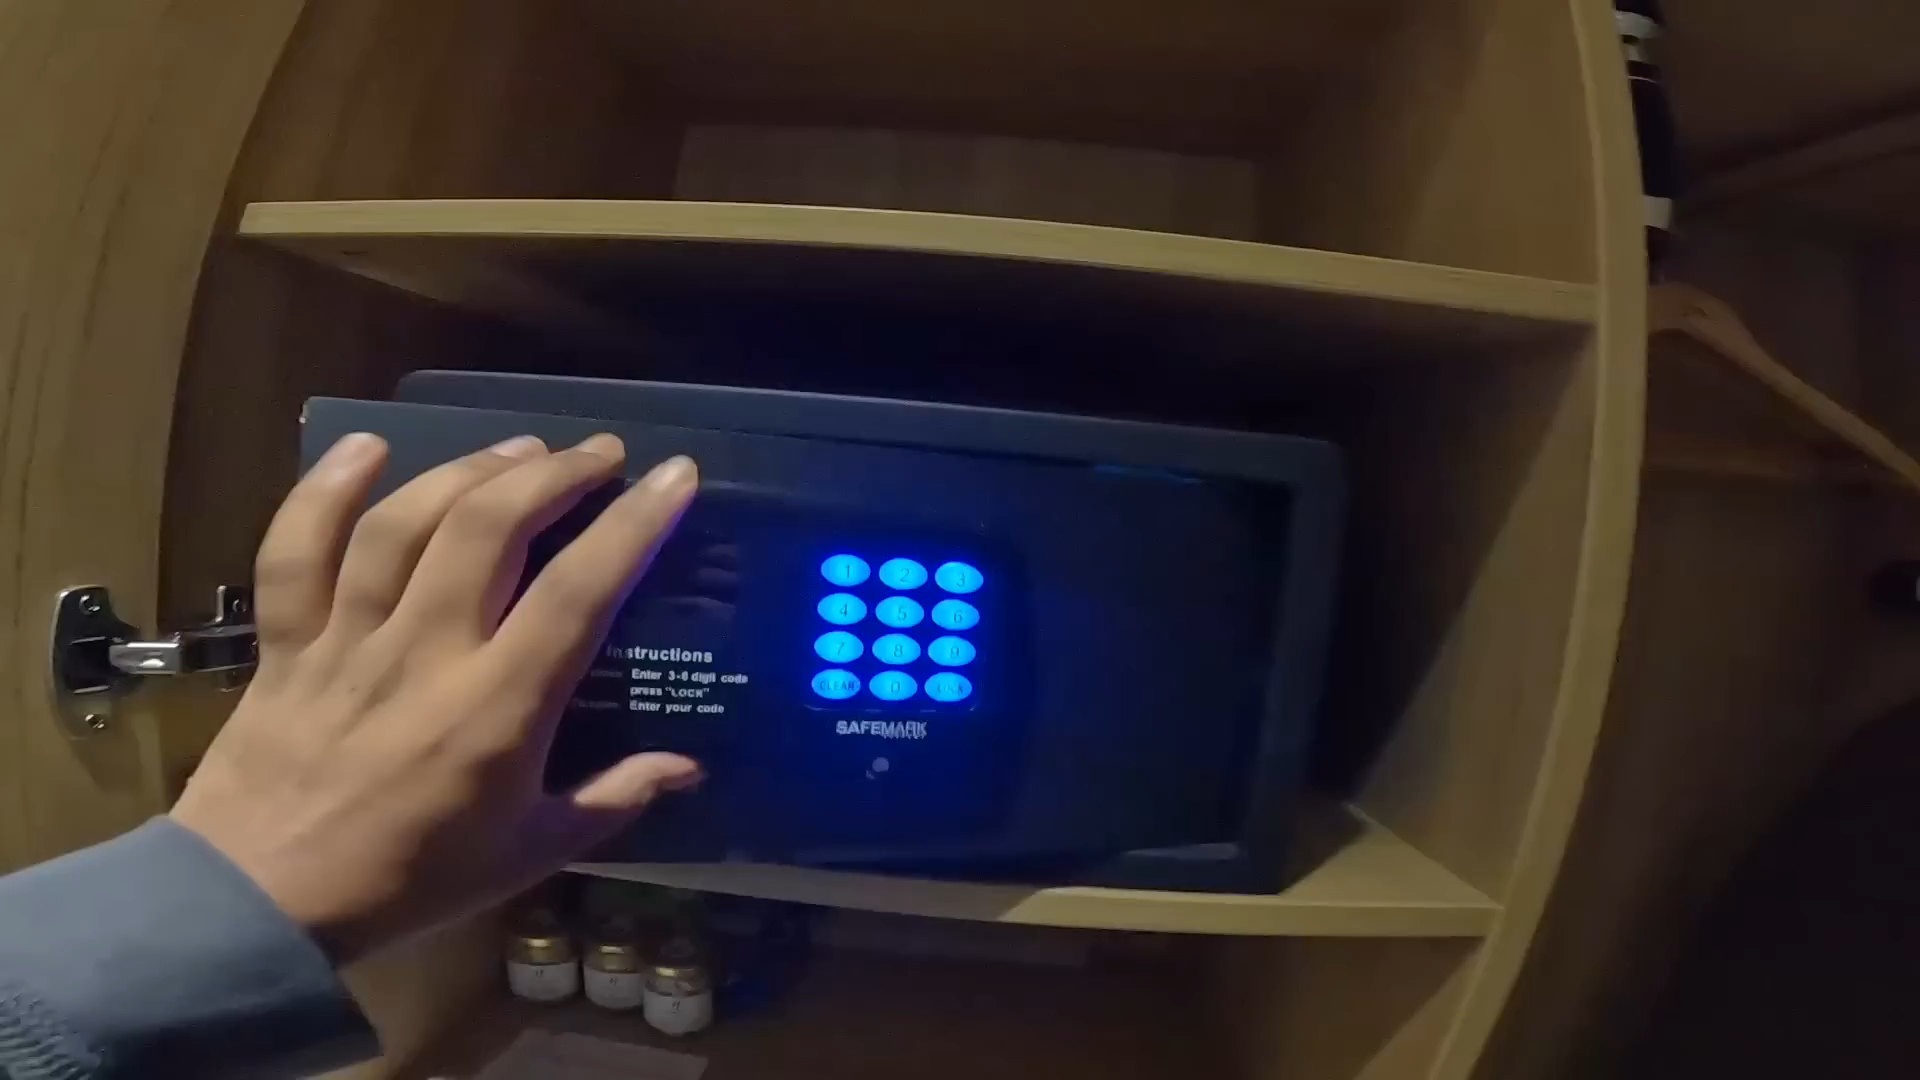 1 2 3
4 5 6
7 8 9
CLEAR 0 LOCK
Instructions
Enter 3-6 digit code
press "LOCK"
Enter your code
SAFEMARK